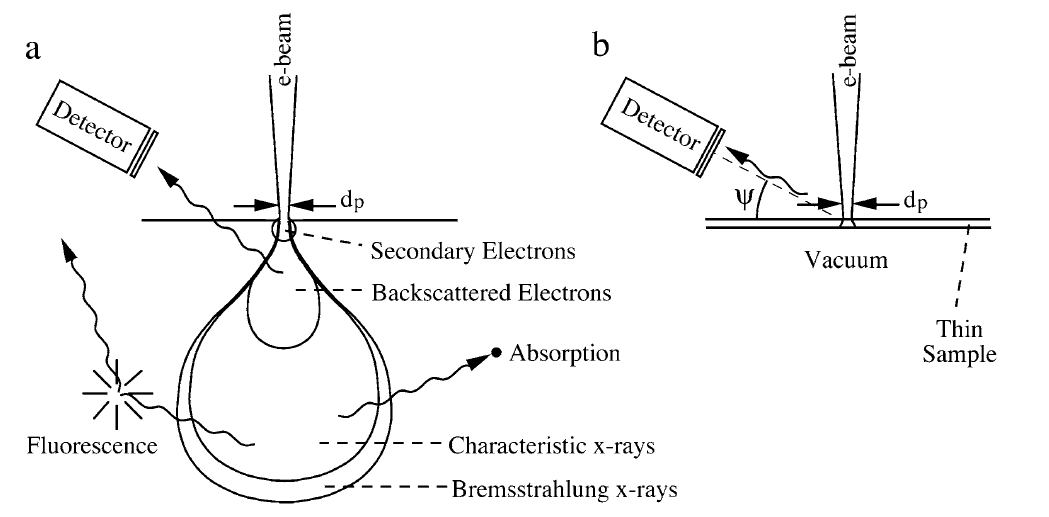 a
e-beam
Detector
dp
Secondary Electrons
Backscattered Electrons
Absorption
Fluorescence
Characteristic x-rays
Bremsstrahlung x-rays
b
e-beam
Detector
ψ
dp
Vacuum
Thin
Sample